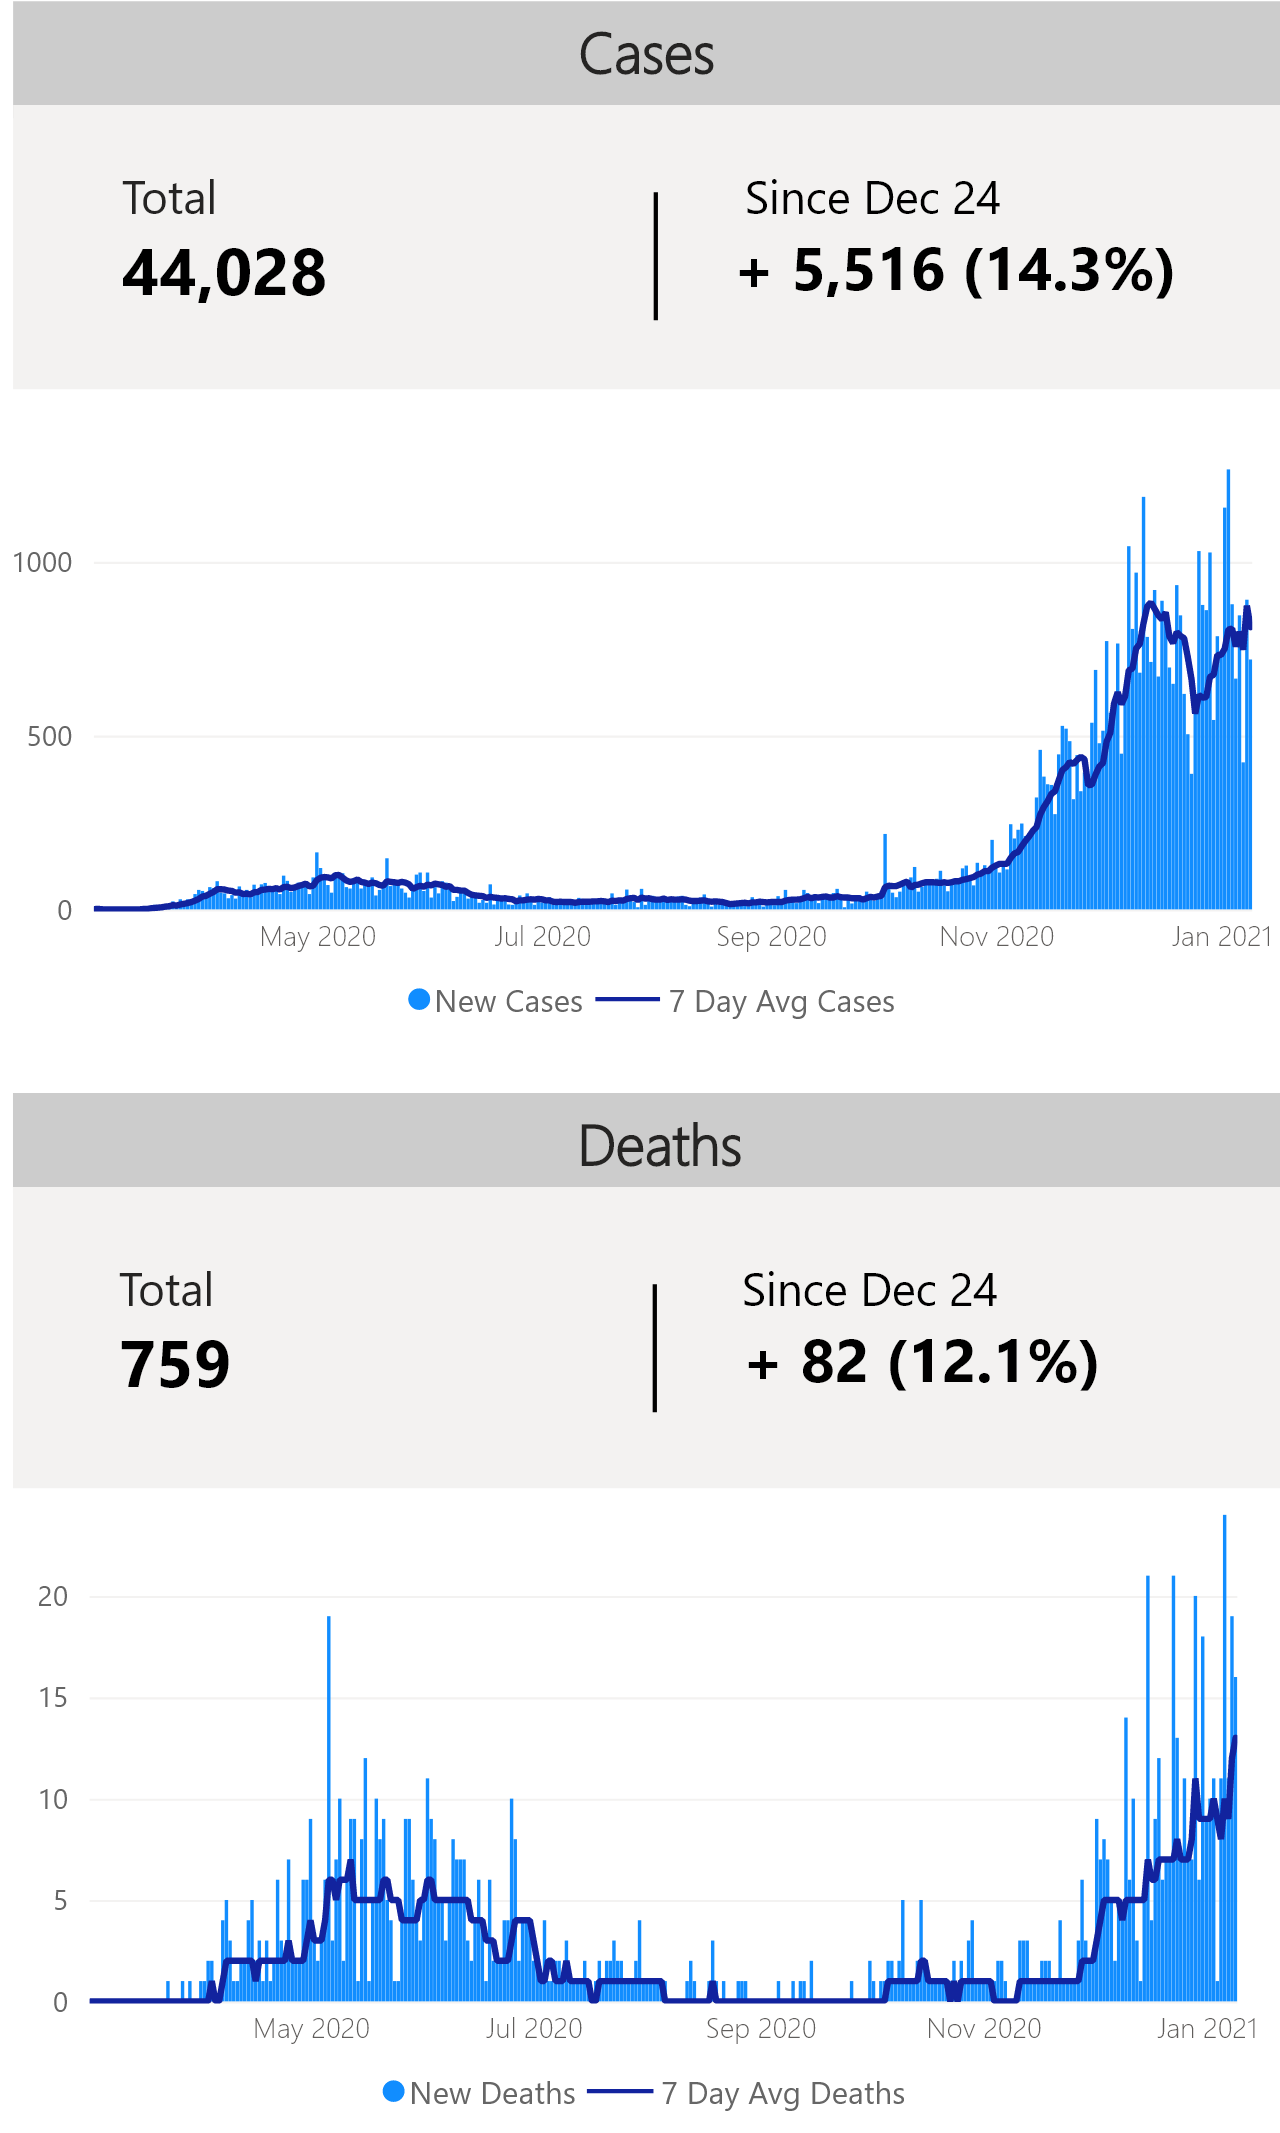 Cases
Total
Since Dec 24
44,028
+ 5,516 (14.3%)
1000
500
0
May 2020
Jul 2020
Sep 2020
Nov 2020
Jan 2021
New Cases
7 Day Avg Cases
Deaths
Total
Since Dec 24
759
+ 82 (12.1%)
20
15
10
5
0
May 2020
Jul 2020
Sep 2020
Nov 2020
Jan 2021
New Deaths
7 Day Avg Deaths